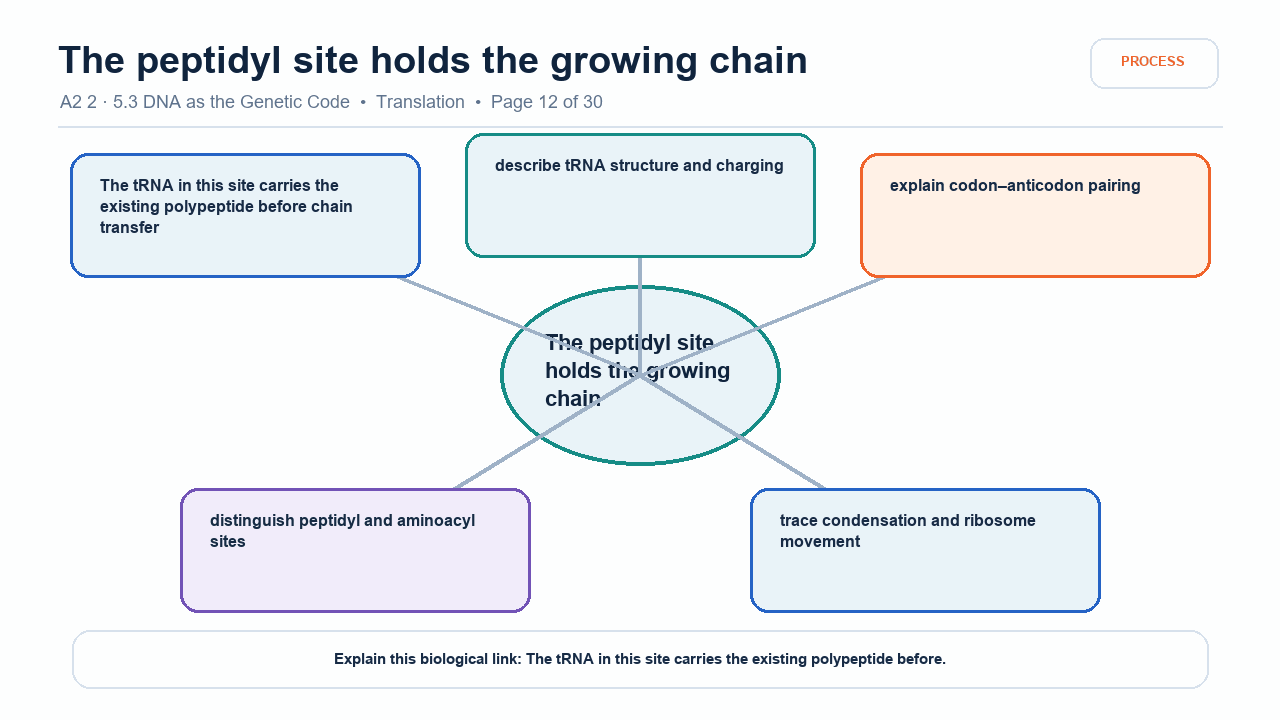 The peptidyl site holds the growing chain
PROCESS
A2 2 · 5.3 DNA as the Genetic Code • Translation • Page 12 of 30
The tRNA in this site carries the
existing polypeptide before chain
transfer
describe tRNA structure and charging
explain codon–anticodon pairing
The peptidyl site
holds the growing
chain
distinguish peptidyl and aminoacyl
sites
trace condensation and ribosome
movement
Explain this biological link: The tRNA in this site carries the existing polypeptide before.